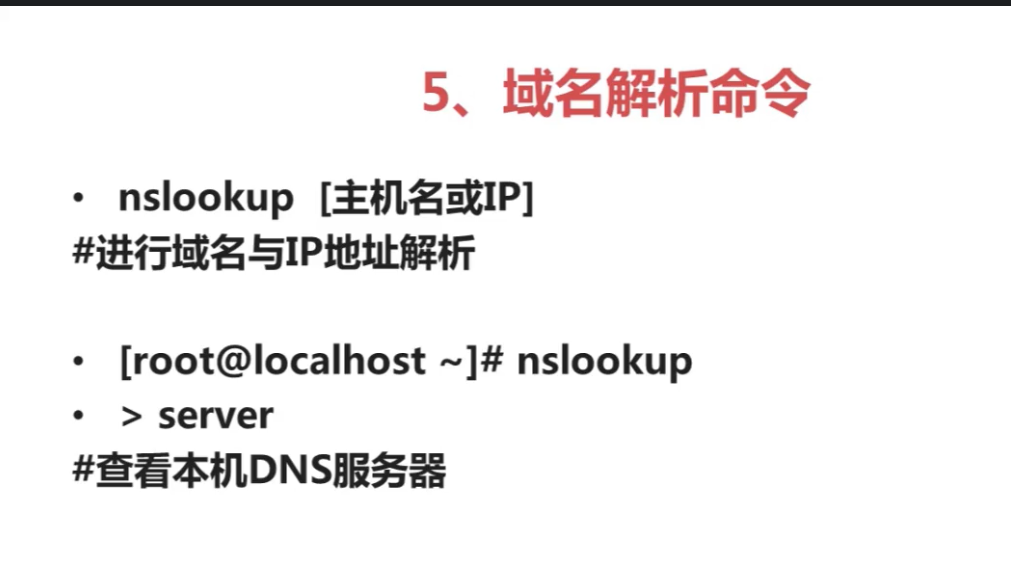 5、域名解析命令
• nslookup [主机名或IP]
#进行域名与IP地址解析
• [root@localhost ~]# nslookup
• > server
#查看本机DNS服务器